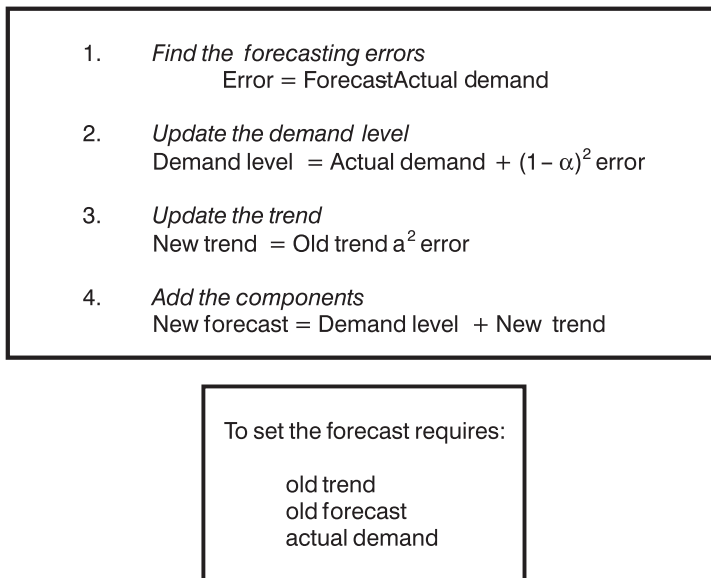 1. Find the forecasting errors
Error = ForecastActual demand
2. Update the demand level
Demand level = Actual demand + (1 – α)² error
3. Update the trend
New trend = Old trend a² error
4. Add the components
New forecast = Demand level + New trend
To set the forecast requires:
old trend
old forecast
actual demand